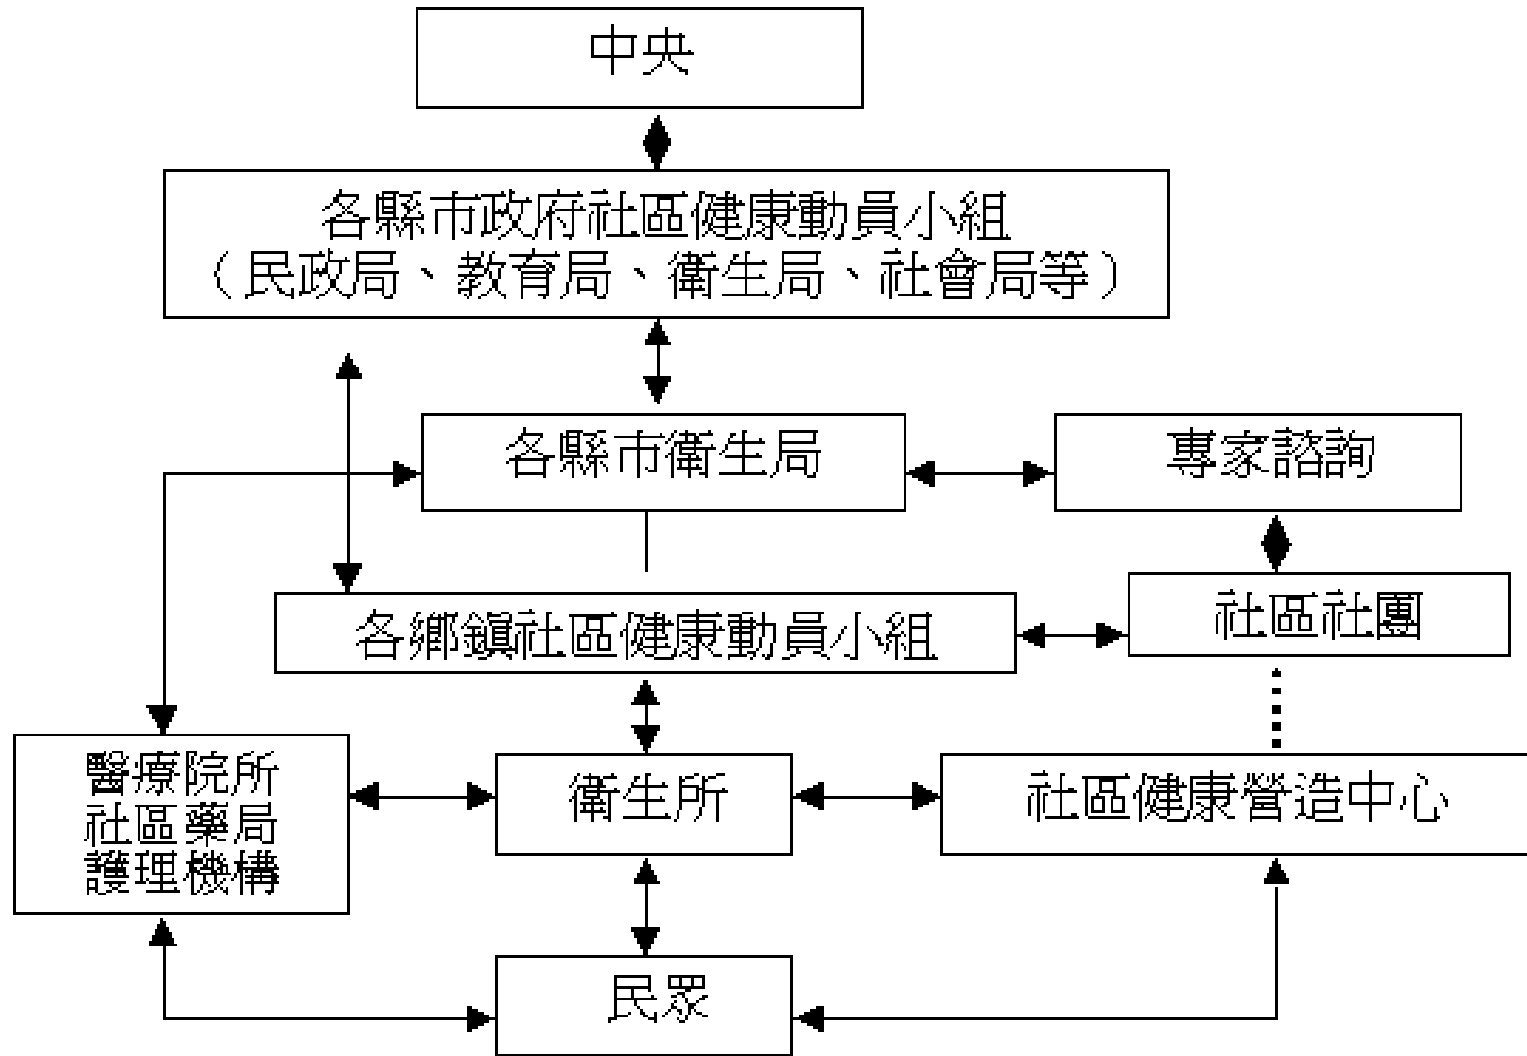 中央
各縣市政府社區健康動員小組
（民政局、教育局、衛生局、社會局等）
各縣市衛生局
專家諮詢
社區社團
各鄉鎮社區健康動員小組
醫療院所
社區藥局
護理機構
衛生所
社區健康營造中心
民眾